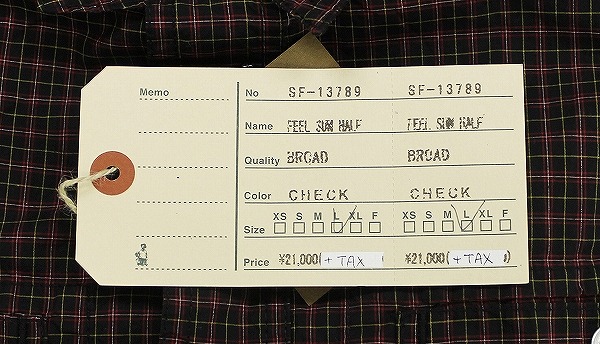 Memo
No SF-13789 SF-13789
Name FEEL SUN HALF FEEL SUN HALF
Quality BROAD BROAD
Color CHECK CHECK
XS S M L XL F XS S M L XL F
Size
Price ¥21,000( + TAX ) ¥21,000( + TAX )